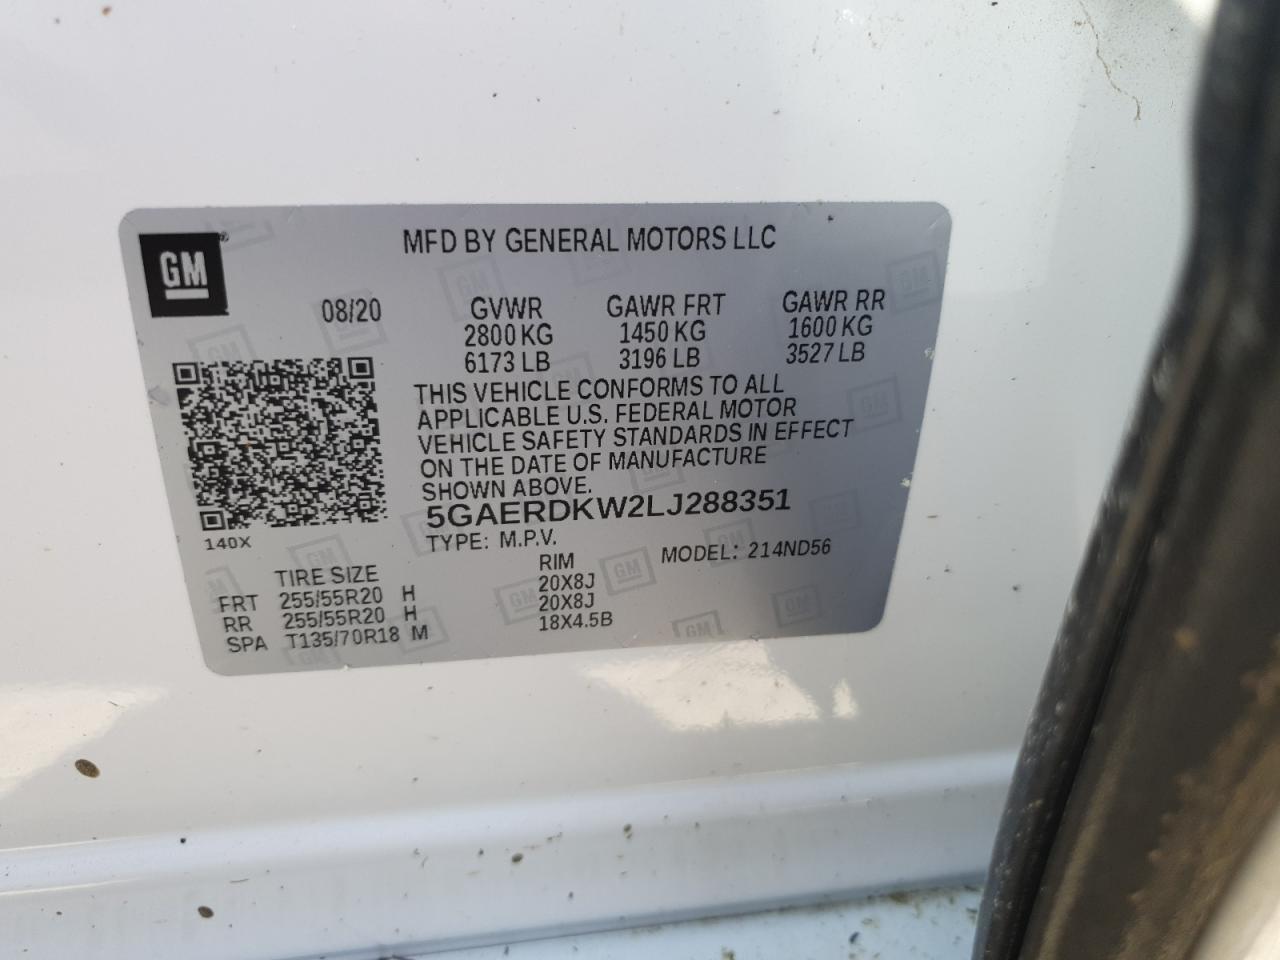 GM
MFD BY GENERAL MOTORS LLC
08/20 GVWR GAWR FRT GAWR RR
2800 KG 1450 KG 1600 KG
6173 LB 3196 LB 3527 LB
THIS VEHICLE CONFORMS TO ALL
APPLICABLE U.S. FEDERAL MOTOR
VEHICLE SAFETY STANDARDS IN EFFECT
ON THE DATE OF MANUFACTURE
SHOWN ABOVE.
5GAERDKW2LJ288351
140X
TYPE: M.P.V. MODEL: 214ND56
TIRE SIZE RIM
FRT 255/55R20 H 20X8J
RR 255/55R20 H 20X8J
SPA T135/70R18 M 18X4.5B